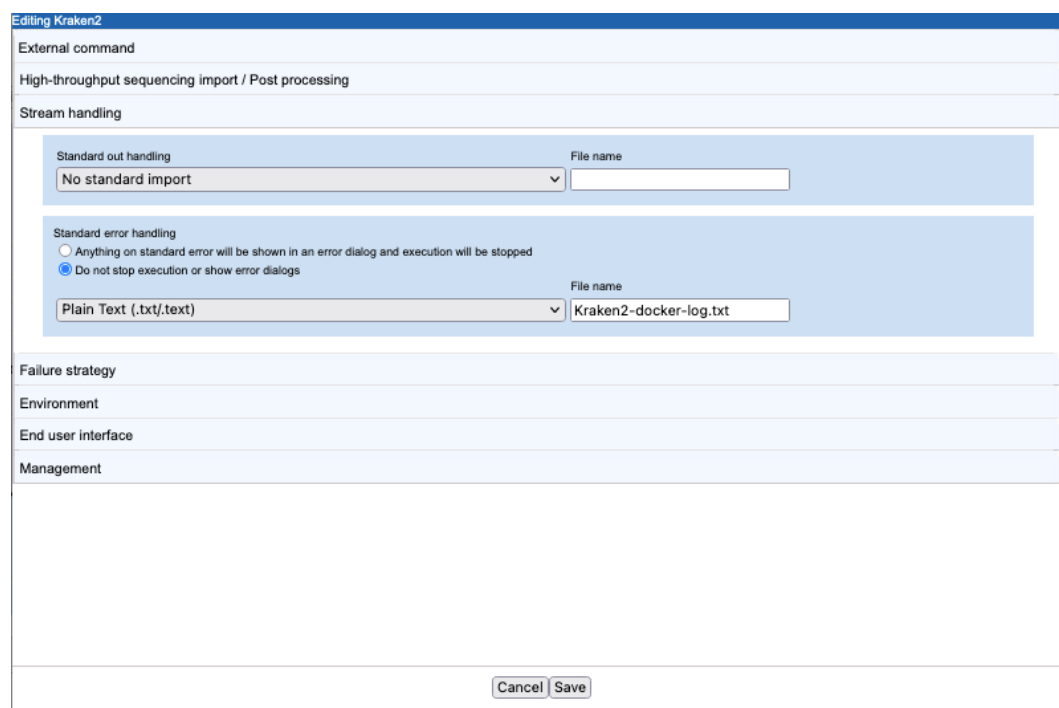 Editing Kraken2
External command
High-throughput sequencing import / Post processing
Stream handling
Standard out handling File name
No standard import
Standard error handling
Anything on standard error will be shown in an error dialog and execution will be stopped
Do not stop execution or show error dialogs
File name
Plain Text (.txt/.text) Kraken2-docker-log.txt
Failure strategy
Environment
End user interface
Management
Cancel Save